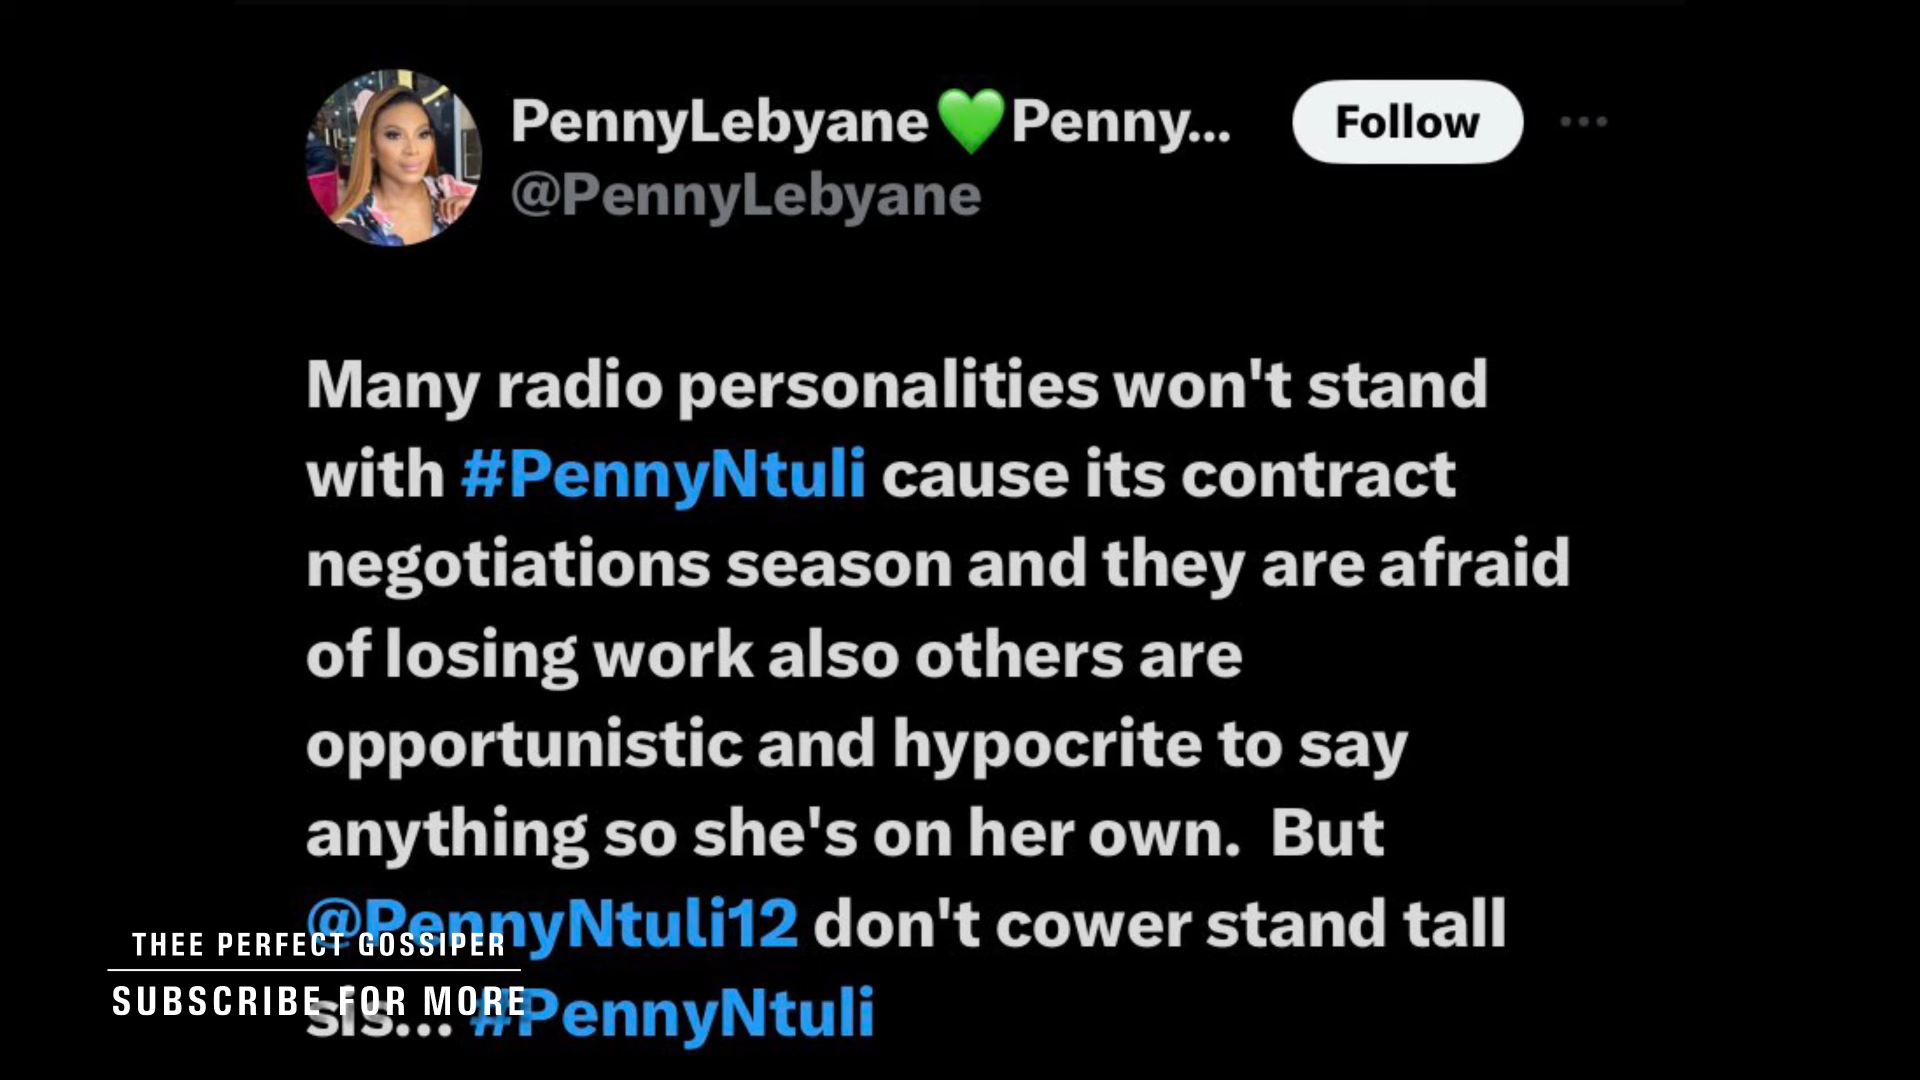 PennyLebyane💚Penny...
Follow
@PennyLebyane
Many radio personalities won't stand
with #PennyNtuli cause its contract
negotiations season and they are afraid
of losing work also others are
opportunistic and hypocrite to say
anything so she's on her own.  But
@PennyNtuli12 don't cower stand tall
sis... #PennyNtuli
THEE PERFECT GOSSIPER
SUBSCRIBE FOR MORE